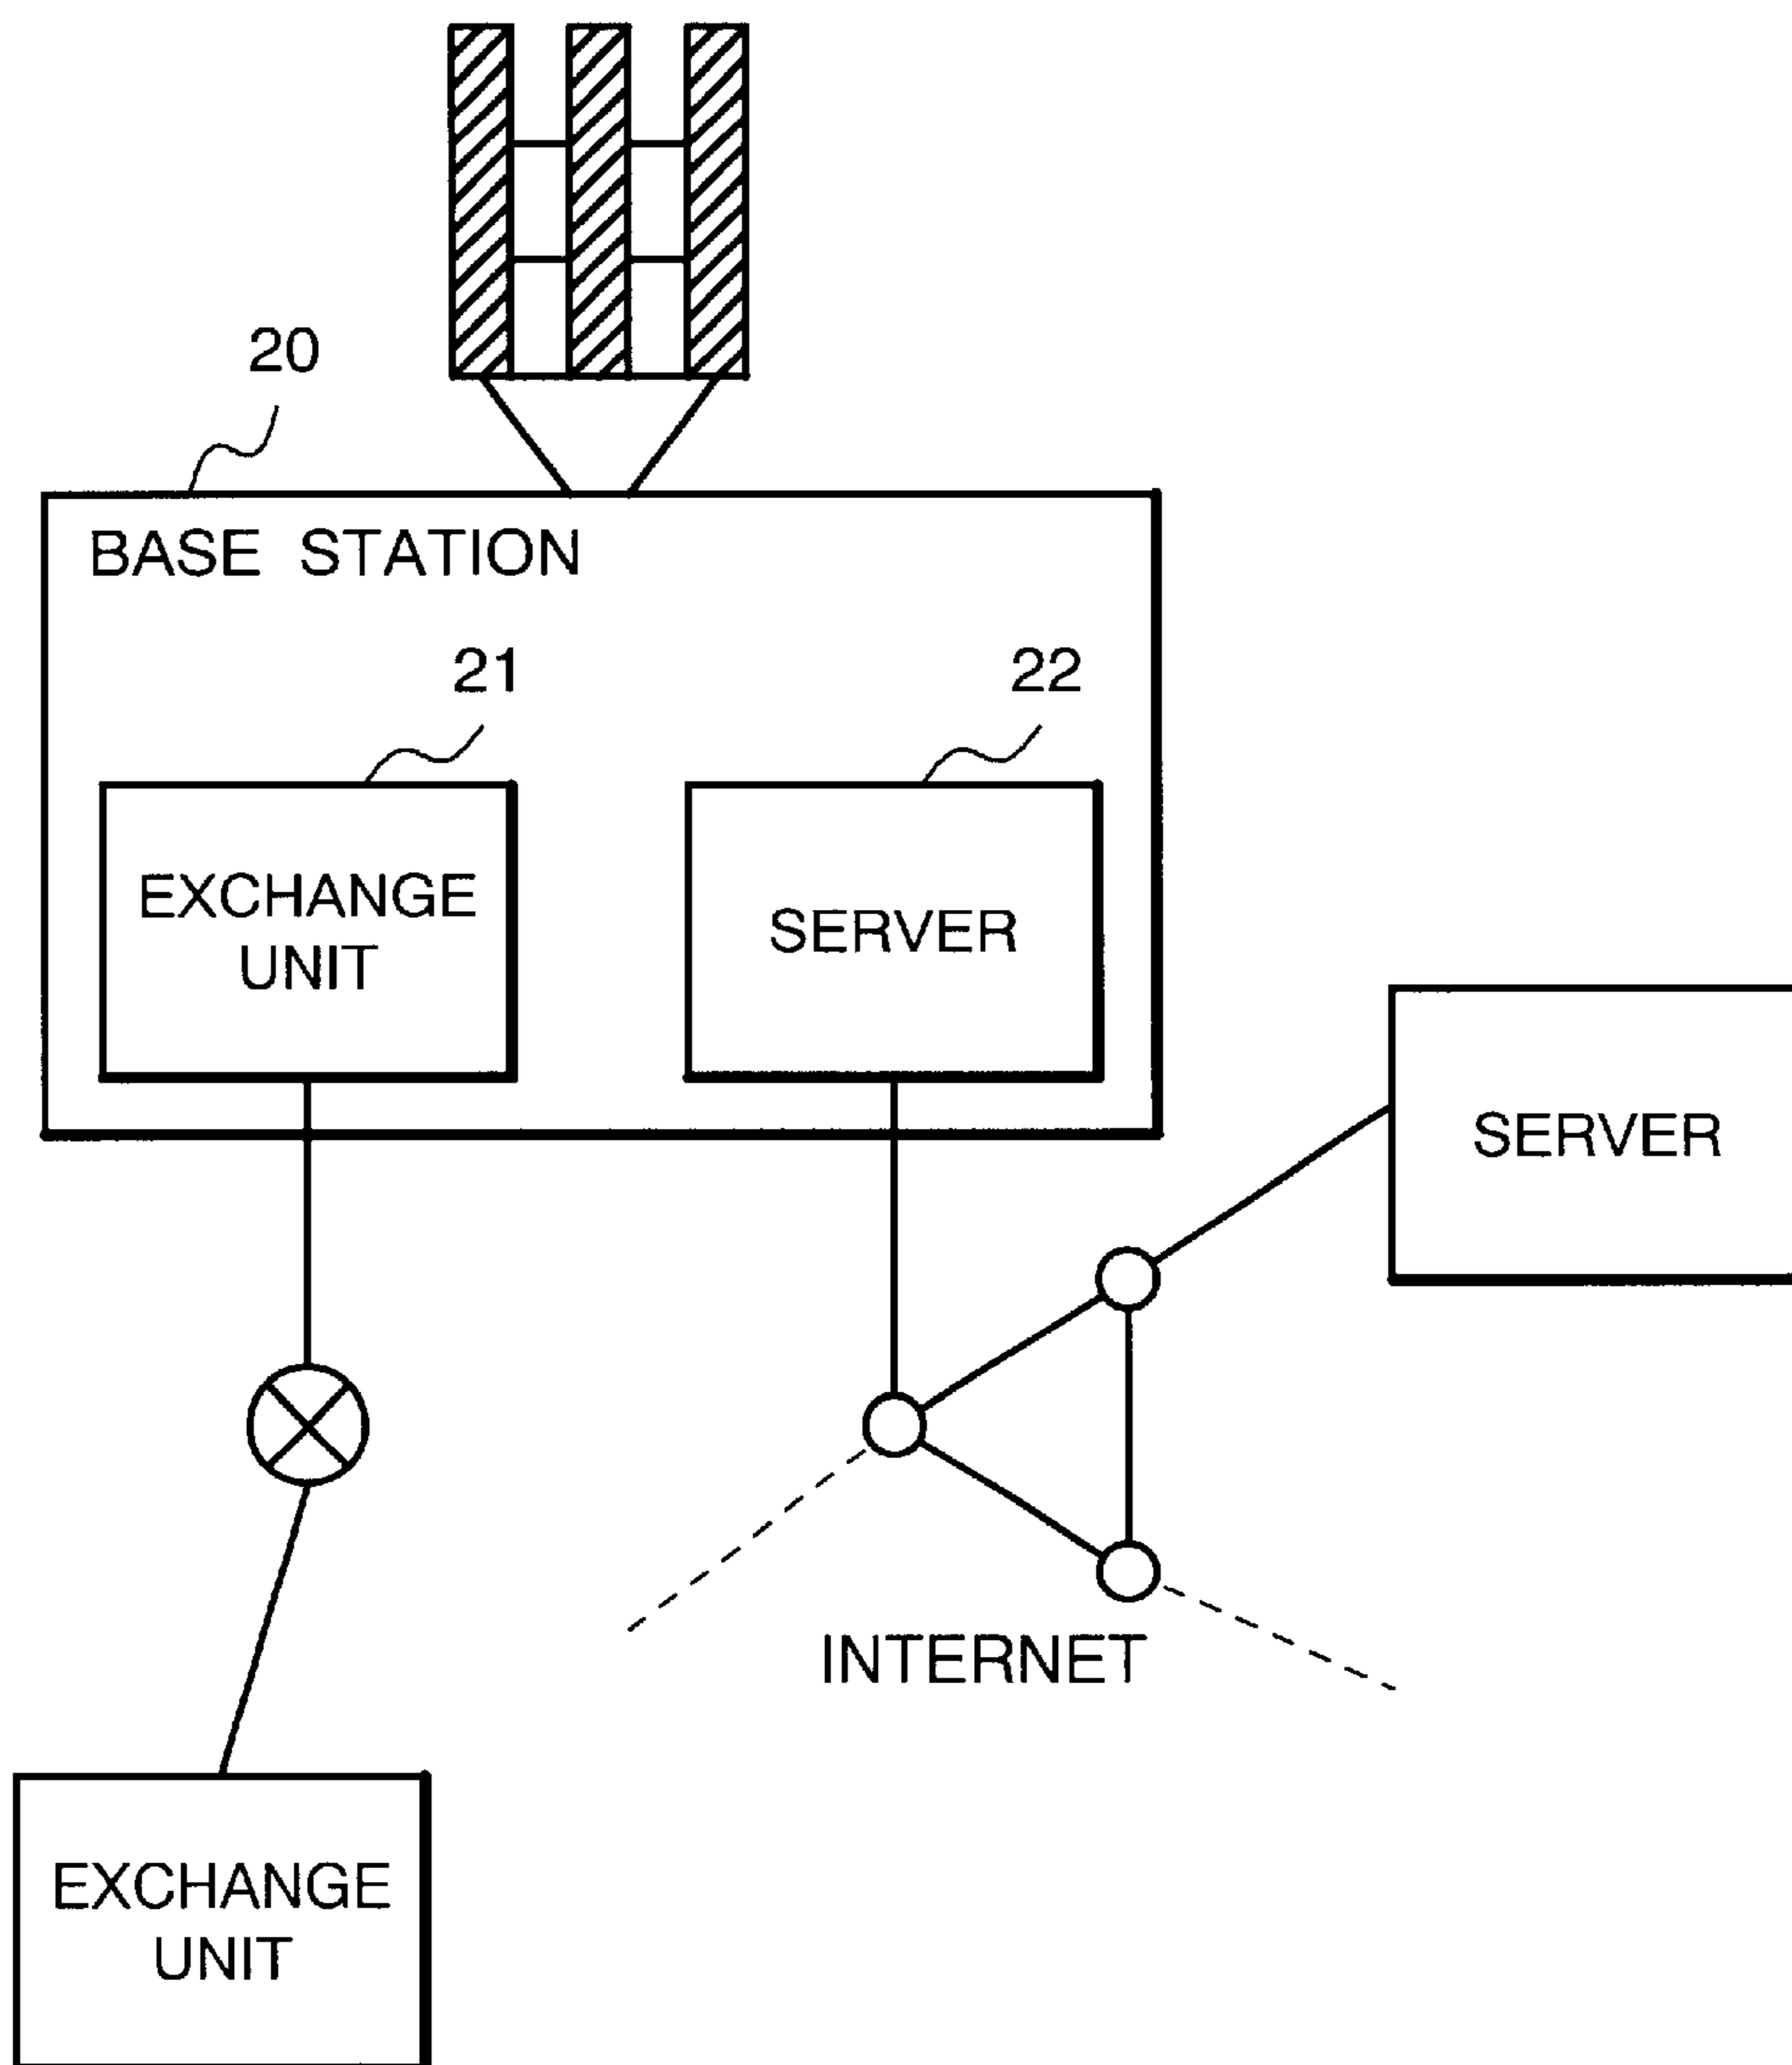 20
BASE STATION
21
22
EXCHANGE
UNIT
SERVER
SERVER
INTERNET
EXCHANGE
UNIT